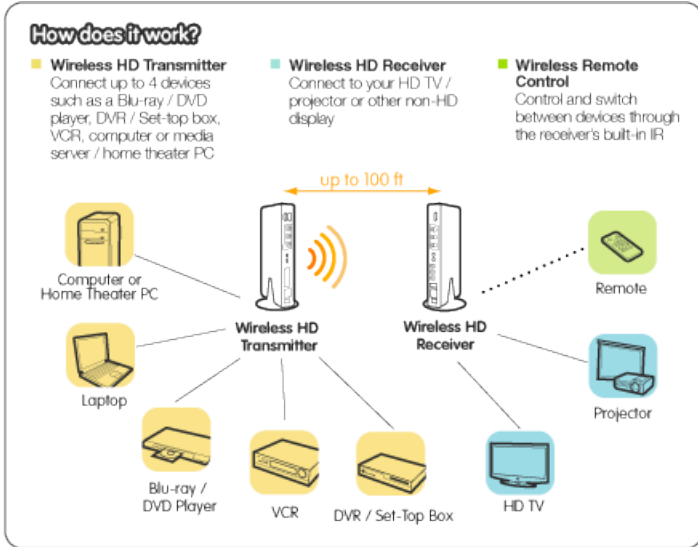 How does it work?
Wireless HD Transmitter
Connect up to 4 devices
such as a Blu-ray / DVD
player, DVR / Set-top box,
VCR, computer or media
server / home theater PC
Wireless HD Receiver
Connect to your HD TV /
projector or other non-HD
display
Wireless Remote
Control
Control and switch
between devices through
the receiver's built-in IR
up to 100 ft
Computer or
Home Theater PC
Wireless HD
Transmitter
Wireless HD
Receiver
Remote
Laptop
Projector
Blu-ray /
DVD Player
VCR
DVR / Set-Top Box
HD TV